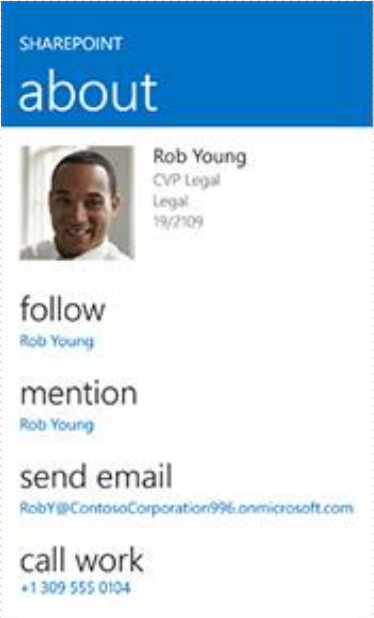 SHAREPOINT
about
Rob Young
CVP Legal
Legal
19/2109
follow
Rob Young
mention
Rob Young
send email
RobY@ContosoCorporation996.onmicrosoft.com
call work
+1 309 555 0104